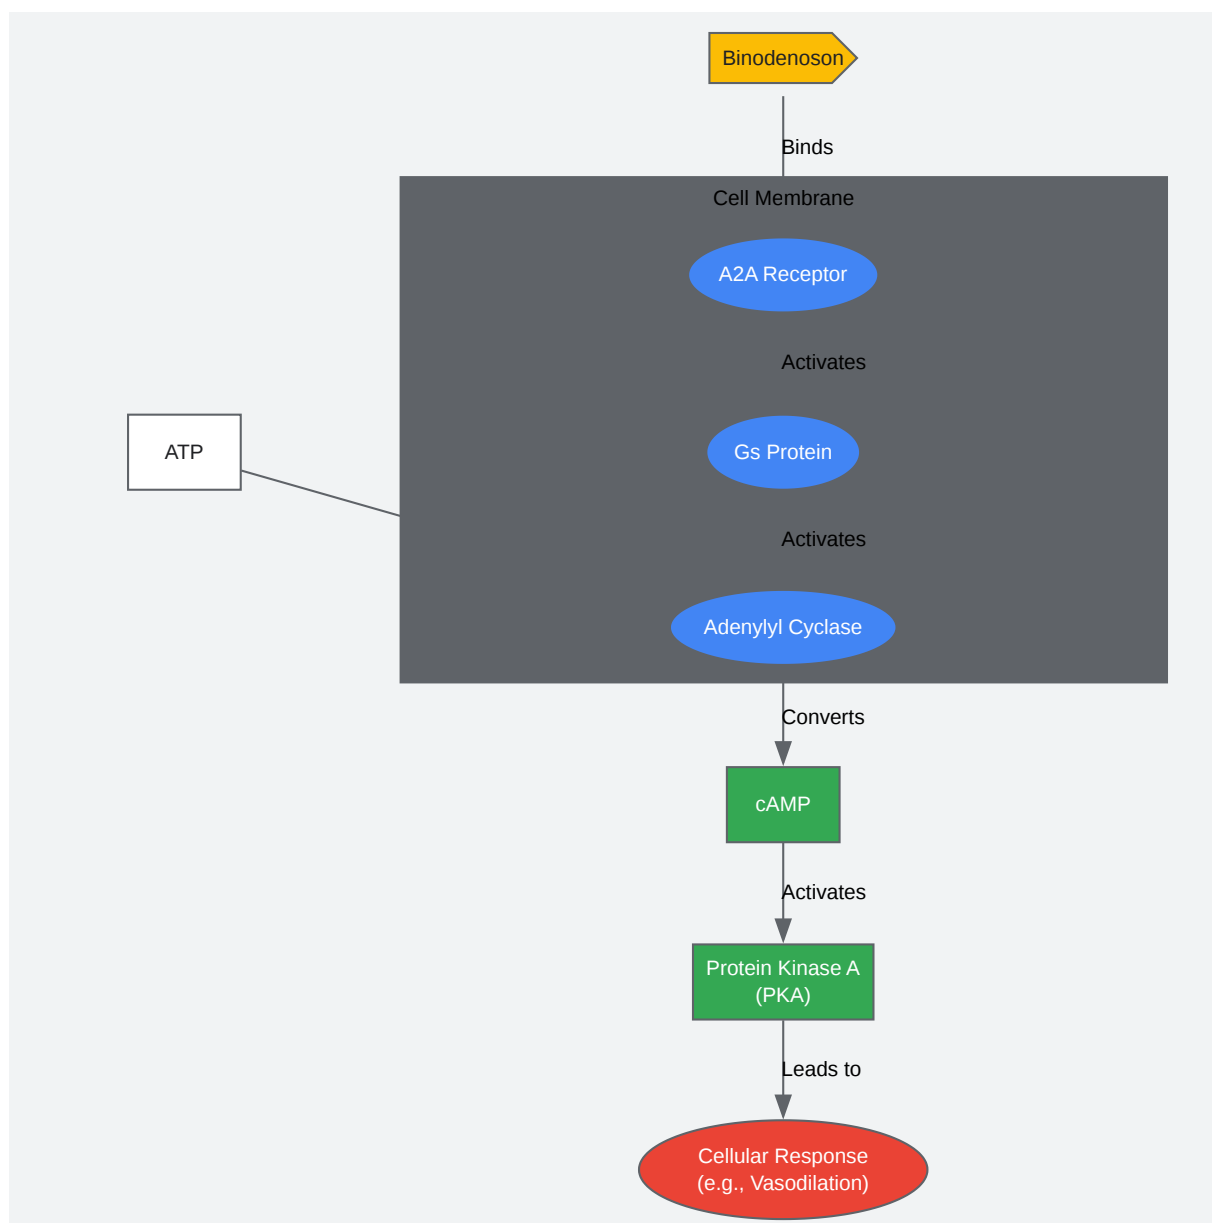 Binodenoson
Binds
Cell Membrane
A2A Receptor
Activates
Gs Protein
ATP
Activates
Adenylyl Cyclase
Converts
cAMP
Activates
Protein Kinase A
(PKA)
Leads to
Cellular Response
(e.g., Vasodilation)